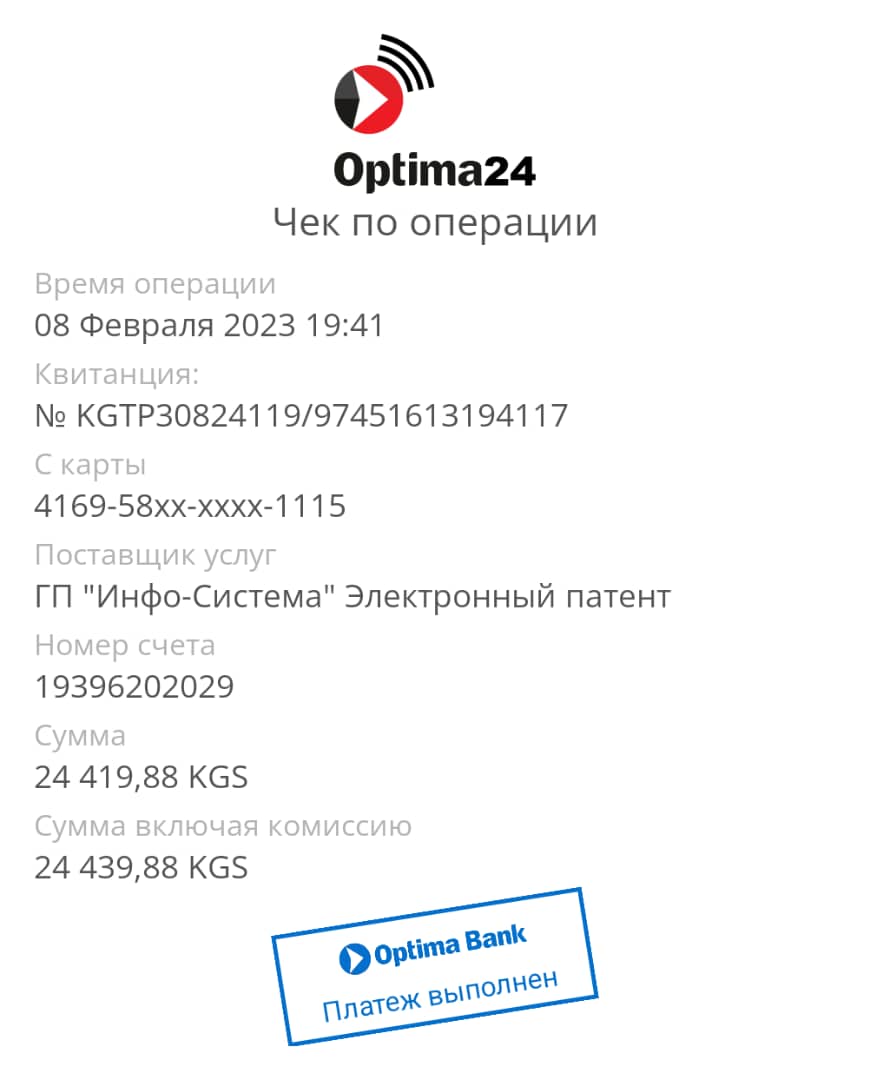 Optima24
Чек по операции
Время операции
08 Февраля 2023 19:41
Квитанция:
№ KGTP30824119/97451613194117
С карты
4169-58xx-xxxx-1115
Поставщик услуг
ГП "Инфо-Система" Электронный патент
Номер счета
19396202029
Сумма
24 419,88 KGS
Сумма включая комиссию
24 439,88 KGS
Optima Bank
Платеж выполнен